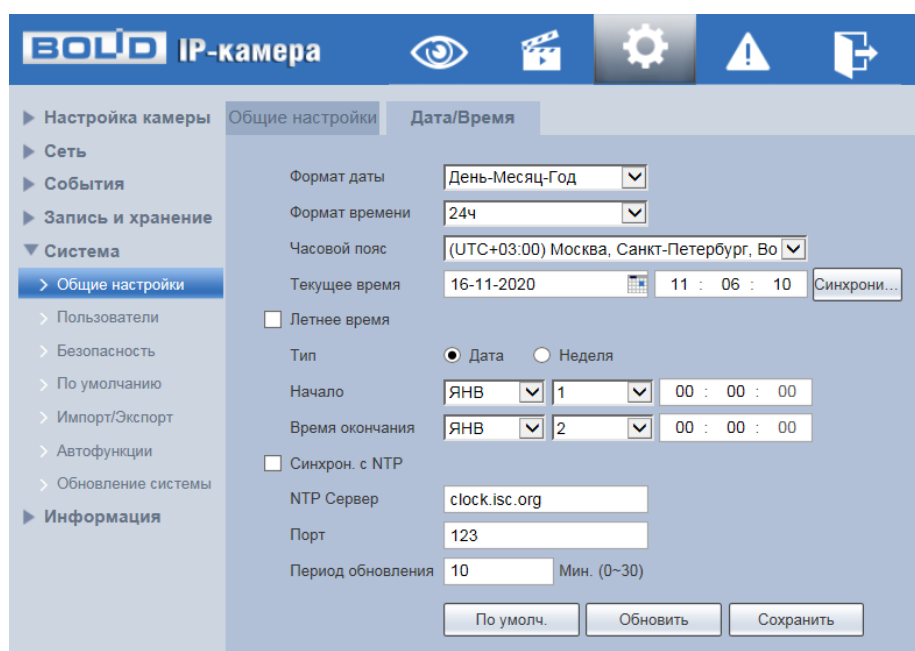 BOLID IP-камера
Настройка камеры
Сеть
События
Запись и хранение
Система
Общие настройки
Пользователи
Безопасность
По умолчанию
Импорт/Экспорт
Автофункции
Обновление системы
Информация
Общие настройки Дата/Время
Формат даты День-Месяц-Год
Формат времени 24ч
Часовой пояс (UTC+03:00) Москва, Санкт-Петербург, Во
Текущее время 16-11-2020 11 : 06 : 10 Синхрони...
Летнее время
Тип Дата Неделя
Начало ЯНВ 1 00 : 00 : 00
Время окончания ЯНВ 2 00 : 00 : 00
Синхрон. с NTP
NTP Сервер clock.isc.org
Порт 123
Период обновления 10 Мин. (0~30)
По умолч. Обновить Сохранить